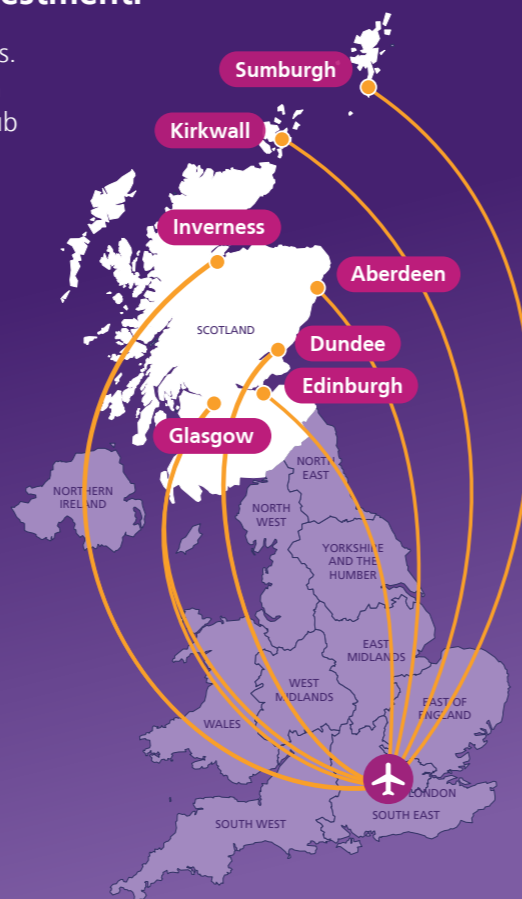 s.
Sumburgh
Kirkwall
Inverness
Aberdeen
SCOTLAND
Dundee
Edinburgh
Glasgow
NORTH
EAST
NORTHERN
IRELAND
NORTH
WEST
YORKSHIRE
AND THE
HUMBER
EAST
MIDLANDS
WEST
MIDLANDS
EAST OF
ENGLAND
WALES
LONDON
SOUTH EAST
SOUTH WEST